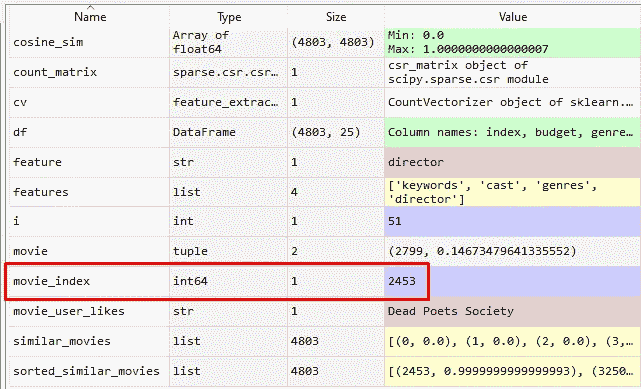 Name Type Size Value
cosine_sim Array of float64 (4803, 4803) Min: 0.0 Max: 1.0000000000000007
count_matrix sparse.csr.csr… 1 csr_matrix object of scipy.sparse.csr module
cv feature_extrac… 1 CountVectorizer object of sklearn.…
df DataFrame (4803, 25) Column names: index, budget, genre…
feature str 1 director
features list 4 ['keywords', 'cast', 'genres', 'director']
i int 1 51
movie tuple 2 (2799, 0.14673479641335552)
movie_index int64 1 2453
movie_user_likes str 1 Dead Poets Society
similar_movies list 4803 [(0, 0.0), (1, 0.0), (2, 0.0), (3,…
sorted_similar_movies list 4803 [(2453, 0.9999999999999993), (3250…